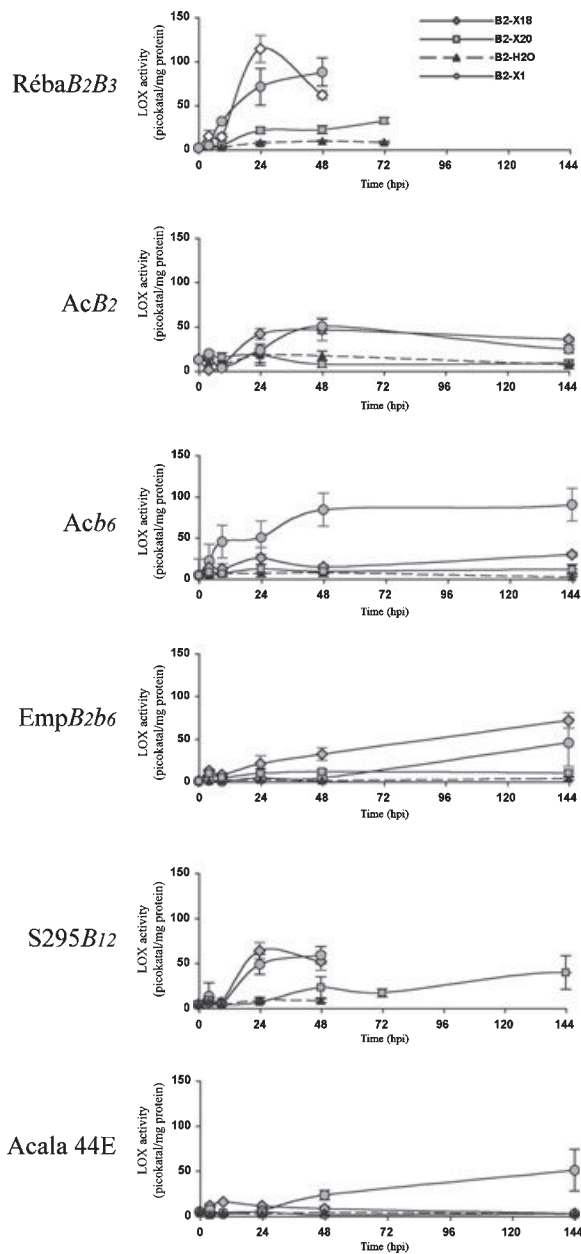 RébaB2B3
LOX activity
(picokatal/mg protein)
150
100
50
0
0 24 48 72 96 120 144
Time (hpi)
B2-X18
B2-X20
B2-H2O
B2-X1
AcB2
LOX activity
(picokatal/mg protein)
150
100
50
0
0 24 48 72 96 120 144
Time (hpi)
Acb6
LOX activity
(picokatal/mg protein)
150
100
50
0
0 24 48 72 96 120 144
Time (hpi)
EmpB2b6
LOX activity
(picokatal/mg protein)
150
100
50
0
0 24 48 72 96 120 144
Time (hpi)
S295B12
LOX activity
(picokatal/mg protein)
150
100
50
0
0 24 48 72 96 120 144
Time (hpi)
Acala 44E
LOX activity
(picokatal/mg protein)
150
100
50
0
0 24 48 72 96 120 144
Time (hpi)